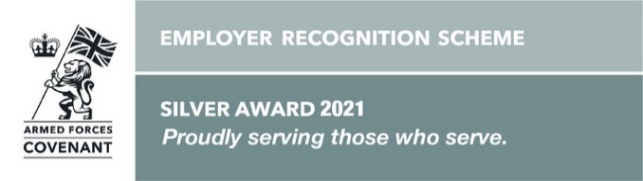 ARMED FORCES
COVENANT
EMPLOYER RECOGNITION SCHEME
SILVER AWARD 2021
Proudly serving those who serve.